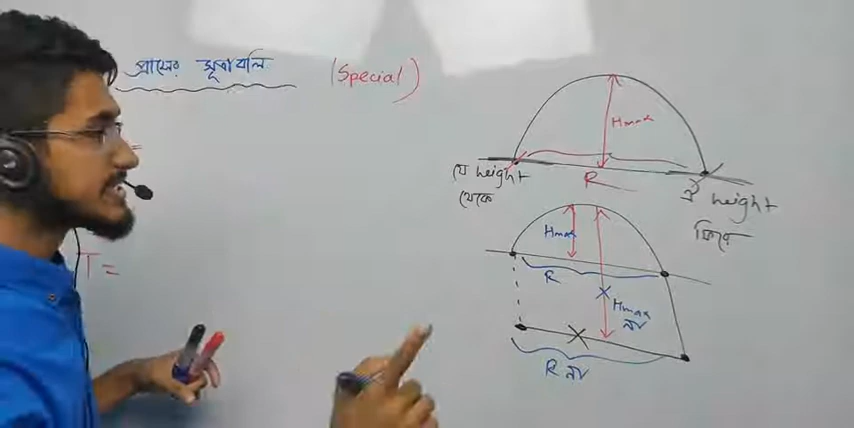 প্রাসের সূত্রাবলি (Special)
=
T =
Hmax
R
যে height
থেকে
ঐ height
ফিরে
Hmax
R
Hmax
নয়
R নয়